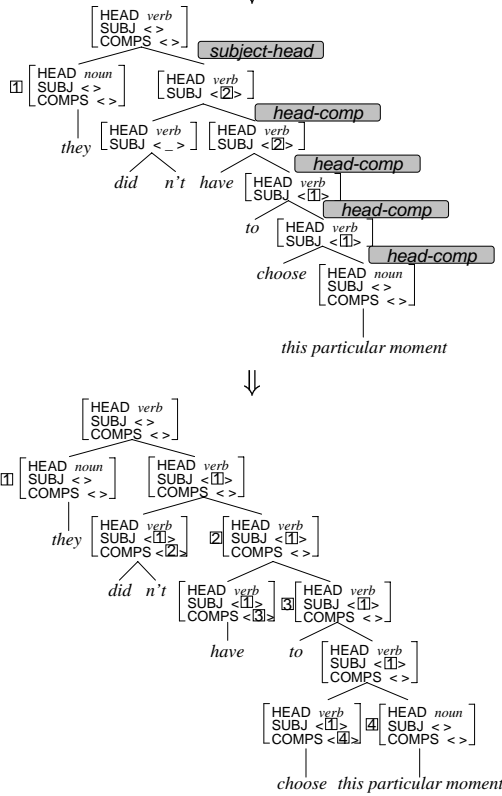 HEAD verb
SUBJ < >
COMPS < >
subject-head
1 HEAD noun
SUBJ < >
COMPS < >
HEAD verb
SUBJ <2>
head-comp
they
HEAD verb
SUBJ <_>
HEAD verb
SUBJ <2>
head-comp
did n't have
HEAD verb
SUBJ <1>
head-comp
to
HEAD verb
SUBJ <1>
head-comp
choose
HEAD noun
SUBJ < >
COMPS < >
this particular moment
⇓
HEAD verb
SUBJ < >
COMPS < >
1 HEAD noun
SUBJ < >
COMPS < >
HEAD verb
SUBJ <1>
COMPS < >
they
HEAD verb
SUBJ <1>
COMPS <2>
2 HEAD verb
SUBJ <1>
COMPS < >
did n't
HEAD verb
SUBJ <1>
COMPS <3>
3 HEAD verb
SUBJ <1>
COMPS < >
have
to
HEAD verb
SUBJ <1>
COMPS < >
HEAD verb
SUBJ <1>
COMPS <4>
4 HEAD noun
SUBJ < >
COMPS < >
choose this particular moment